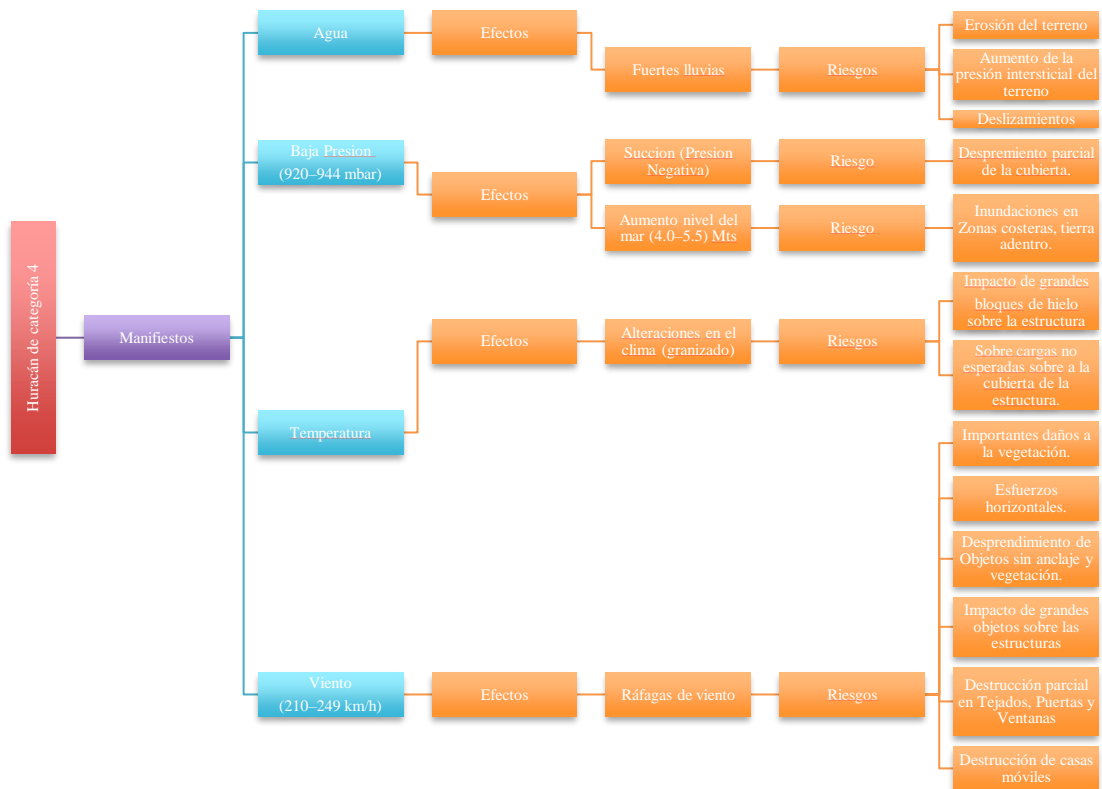 Huracán de categoría 4
Manifiestos
Agua
Efectos
Fuertes lluvias
Riesgos
Erosión del terreno
Aumento de la
presión intersticial del
terreno
Deslizamientos
Baja Presion
(920–944 mbar)
Efectos
Succion (Presion
Negativa)
Riesgo
Despremiento parcial
de la cubierta.
Aumento nivel del
mar (4.0–5.5) Mts
Riesgo
Inundaciones en
Zonas costeras, tierra
adentro.
Temperatura
Efectos
Alteraciones en el
clima (granizado)
Riesgos
Impacto de grandes
bloques de hielo
sobre la estructura
Sobre cargas no
esperadas sobre a la
cubierta de la
estructura.
Viento
(210–249 km/h)
Efectos
Ráfagas de viento
Riesgos
Importantes daños a
la vegetación.
Esfuerzos
horizontales.
Desprendimiento de
Objetos sin anclaje y
vegetación.
Impacto de grandes
objetos sobre las
estructuras
Destrucción parcial
en Tejados, Puertas y
Ventanas
Destrucción de casas
móviles